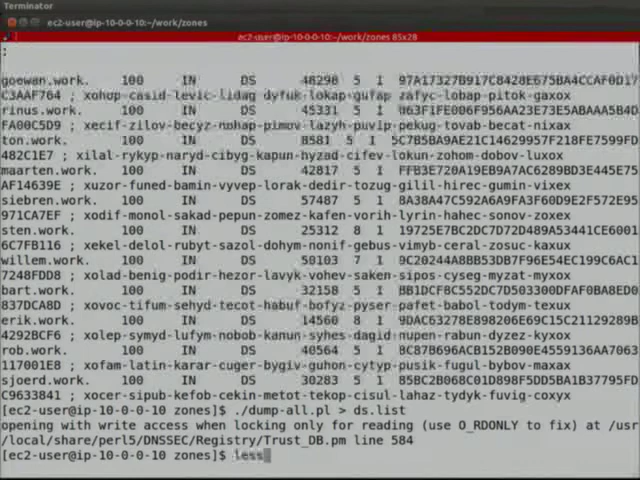 Terminator
ec2-user@ip-10-0-0-10:~/work/zones
ec2-user@ip-10-0-0-10:~/work/zones 85x28
:
goewan.work. 100 IN DS 48298 5 1 97A17327B917C8428E675BA4CCAF0D17
C3AAF764 ; xohup-casid-levic-lidag-dyfuk-lokap-gufap-zafyc-lobap-pitok-gaxox
rinus.work. 100 IN DS 45331 5 1 063F1FE006F956AA23E73E5ABAAA5B4D
FA00C5D9 ; xecif-zilov-becyz-nohap-pimov-lazyh-puvip-pekug-tovab-becat-nixax
ton.work. 100 IN DS 8581 5 1 5C7B5BA9AE21C14629957F218FE7599FD
482C1E7 ; xilal-rykyp-naryd-cibyg-kapun-hyzad-cifev-lokun-zohom-dobov-luxox
maarten.work. 100 IN DS 42817 5 1 FFB3E720A19EB9A7AC6289BD3E445E75
AF14639E ; xuzor-funed-bamin-vyvep-lorak-dedir-tozug-gilil-hirec-gumin-vixex
siebren.work. 100 IN DS 57487 5 1 8A38A47C592A6A9FA3F60D9E2F572E95
971CA7EF ; xodif-monol-sakad-pepun-zomez-kafen-vorih-lyrin-hahec-sonov-zoxex
sten.work. 100 IN DS 25312 8 1 19725E7BC2DC7D72D489A53441CE6001
6C7FB116 ; xekel-delol-rubyt-sazol-dohym-nonif-gebus-vimyb-ceral-zosuc-kaxux
willem.work. 100 IN DS 50103 7 1 9C20244A8BB53DB7F96E54EC199C6AC1
7248FDD8 ; xolad-benig-podir-hezor-lavyk-vohev-saken-sipos-cyseg-myzat-myxox
bart.work. 100 IN DS 32158 5 1 BB1DCF8C552DC7D503300DFAF0BA8ED0
837DCA8D ; xovoc-tifum-sehyd-tecot-habuf-bofyz-pyser-pafet-babol-todym-texux
erik.work. 100 IN DS 14560 8 1 9DAC63278E898206E69C15C21129289B
4292BCF6 ; xolep-symyd-lufym-nobob-kanun-syhes-dagid-nupen-rabun-dyzez-kyxox
rob.work. 100 IN DS 40564 5 1 8C87B696ACB152B090E4559136AA7063
117001E8 ; xofam-latin-karar-cuger-bygiv-guhon-cytyp-pusik-fugul-bybov-maxax
sjoerd.work. 100 IN DS 30283 5 1 85BC2B068C01D898F5DD5BA1B37795FD
C9633841 ; xocer-sipub-kefob-cekin-metot-tekop-cisul-lahaz-tydyk-fuvig-coxyx
[ec2-user@ip-10-0-0-10 zones]$ ./dump-all.pl > ds.list
opening with write access when locking only for reading (use O_RDONLY to fix) at /usr
/local/share/perl5/DNSSEC/Registry/Trust_DB.pm line 584
[ec2-user@ip-10-0-0-10 zones]$ less